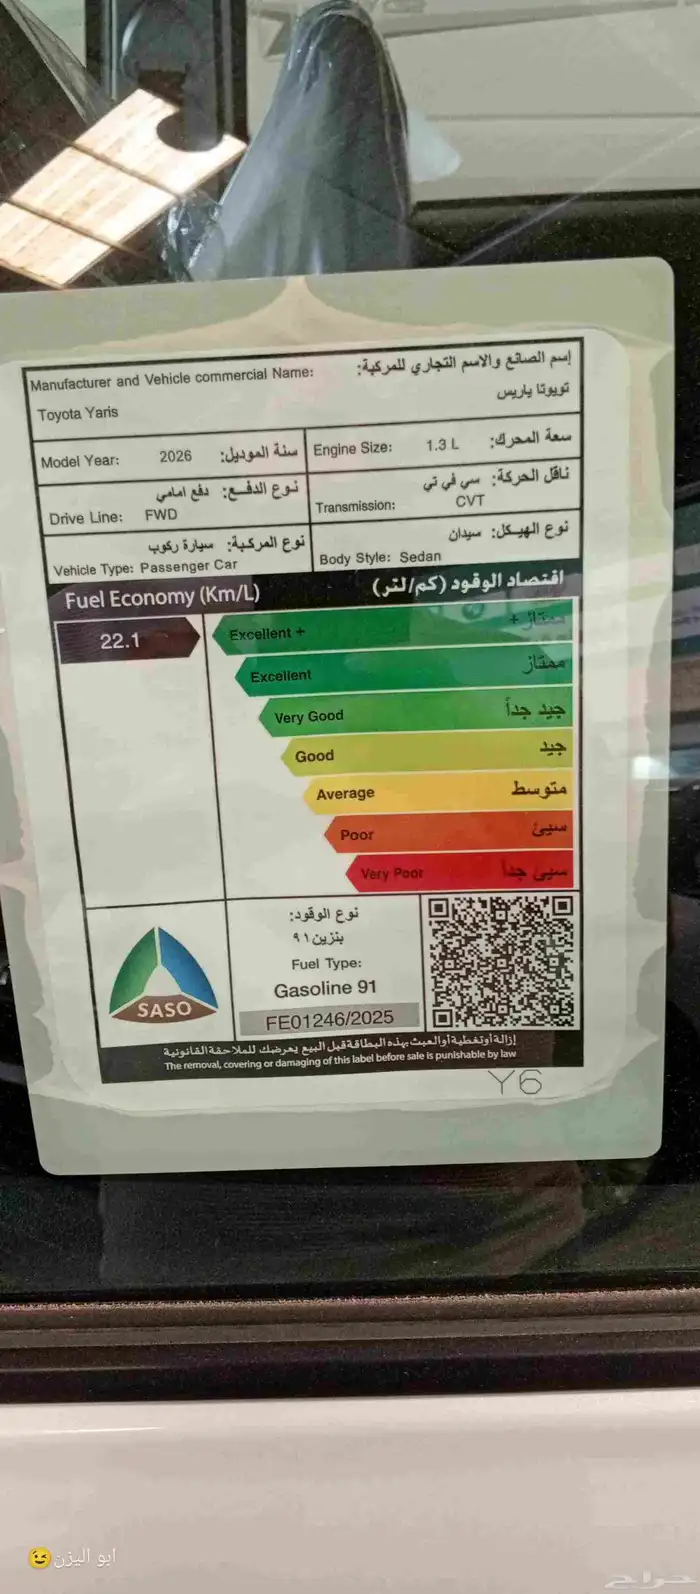 إسم الصانع والاسم التجاري للمركبة:
Manufacturer and Vehicle commercial Name:
تويوتا ياريس
Toyota Yaris
Model Year: 2026 سنة الموديل:
Engine Size: 1.3 L سعة المحرك:
نوع الدفع: دفع امامي
Drive Line: FWD
ناقل الحركة: سي في تي
Transmission: CVT
نوع المركبة: سيارة ركوب
Vehicle Type: Passenger Car
نوع الهيكل: سيدان
Body Style: Sedan
Fuel Economy (Km/L) اقتصاد الوقود (كم/لتر)
22.1
Excellent + ممتاز +
Excellent ممتاز
Very Good جيد جداً
Good جيد
Average متوسط
Poor سيئ
Very Poor سيئ جداً
SASO
نوع الوقود:
بنزين ٩١
Fuel Type:
Gasoline 91
FE01246/2025
إزالة أو تغطية أو العبث بهذه البطاقة قبل البيع يعرضك للملاحقة القانونية
The removal, covering or damaging of this label before sale is punishable by law
Y6
ابو اليزن
حراج